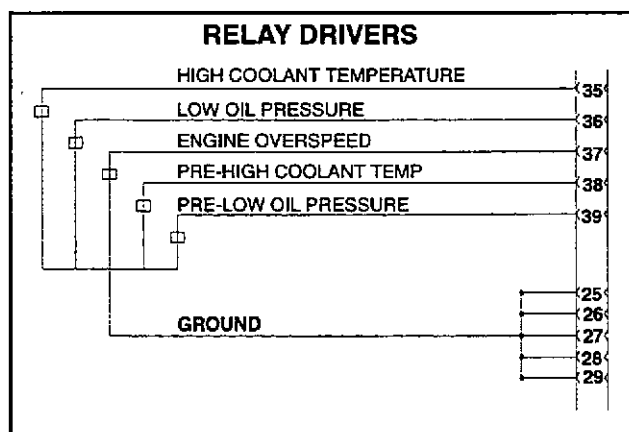 RELAY DRIVERS
HIGH COOLANT TEMPERATURE 35
LOW OIL PRESSURE 36
ENGINE OVERSPEED 37
PRE-HIGH COOLANT TEMP 38
PRE-LOW OIL PRESSURE 39
25
26
GROUND 27
28
29